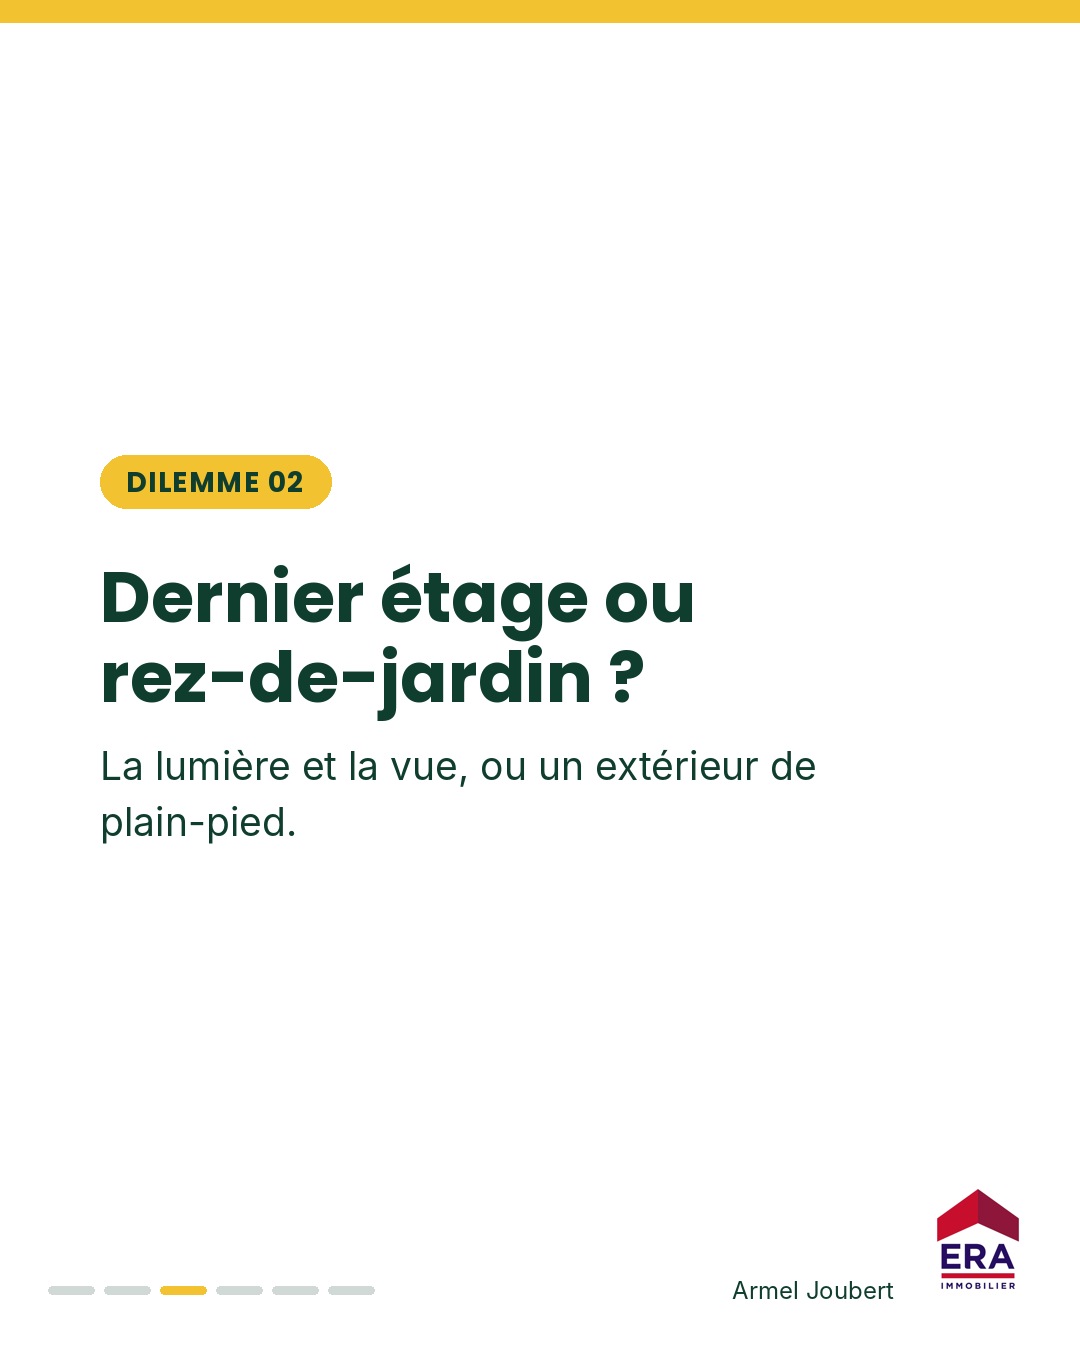 DILEMME 02
Dernier étage ou
rez-de-jardin ?
La lumière et la vue, ou un extérieur de
plain-pied.
Armel Joubert
ERA
IMMOBILIER